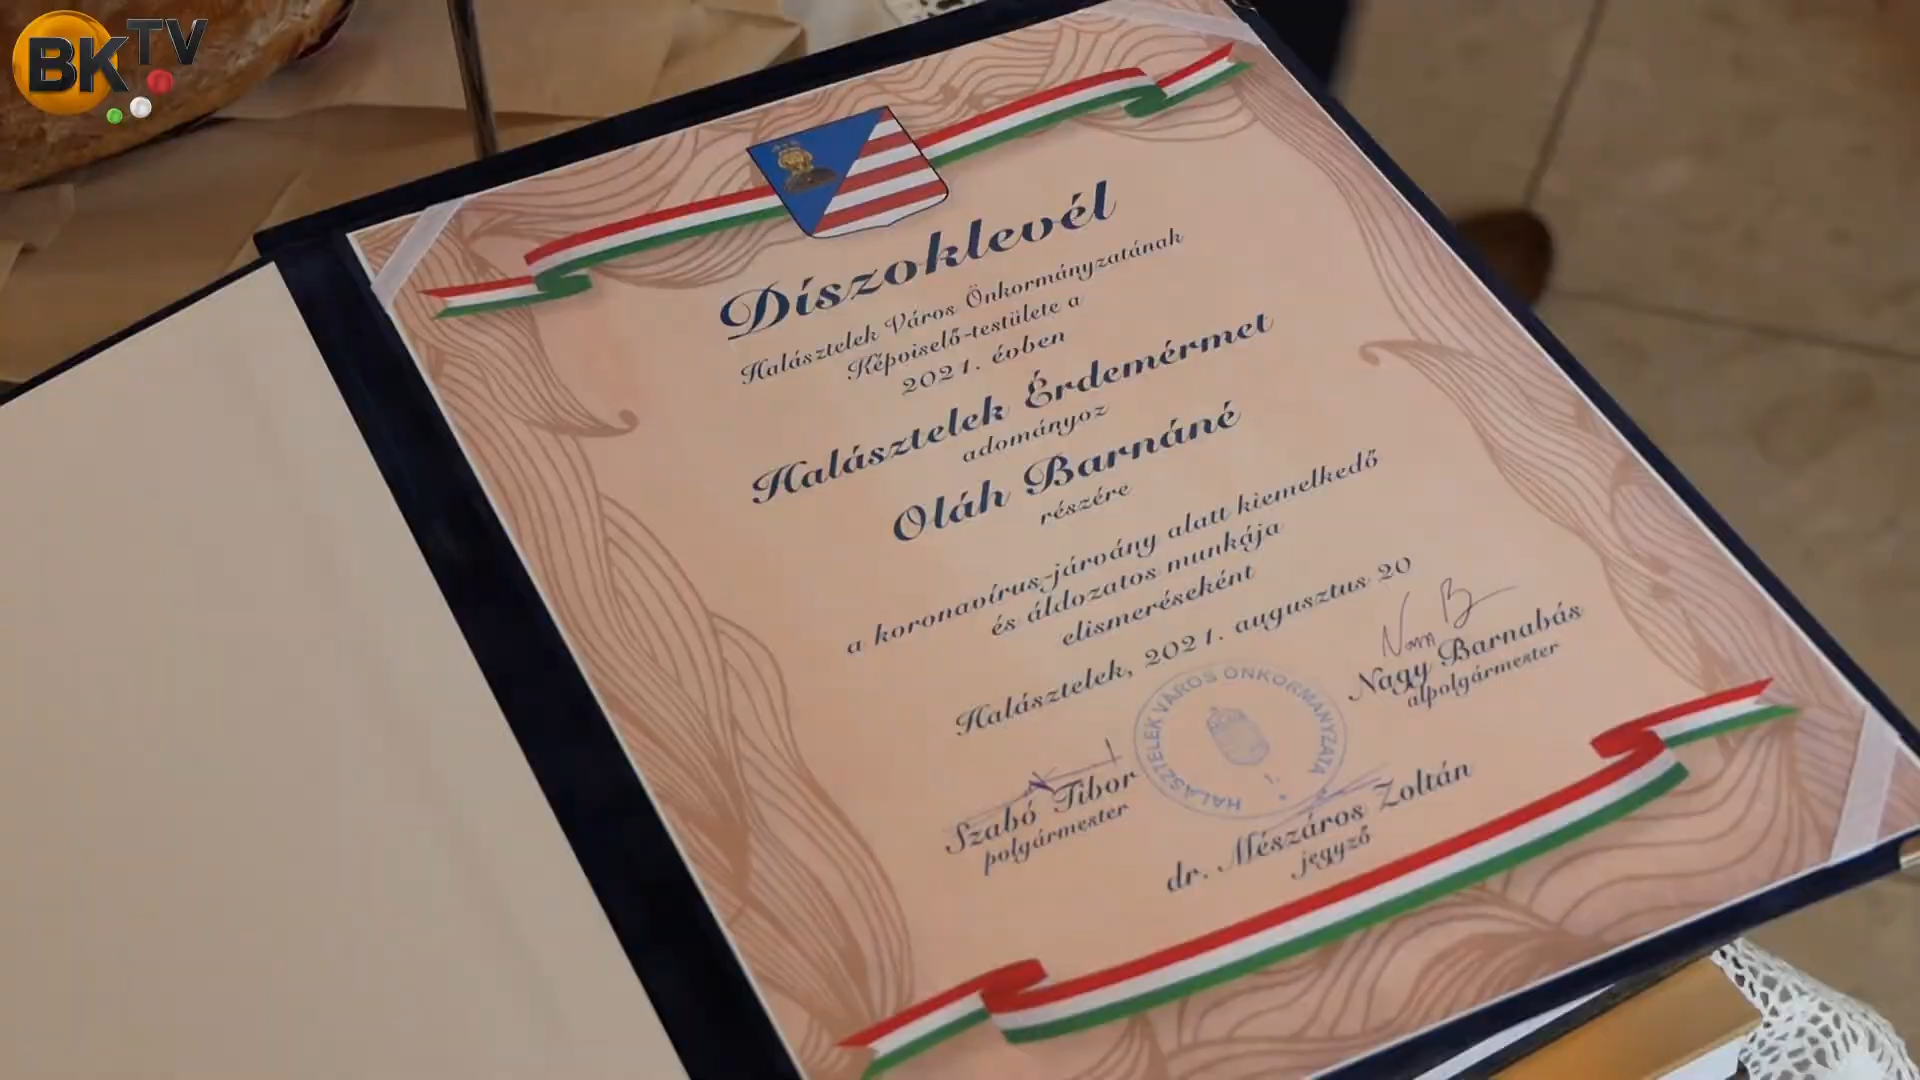 BKTV
Díszoklevél
Halásztelek Város Önkormányzatának
Képviselő-testülete a
2021. évben
Halásztelek Érdemérmet
adományoz
Oláh Barnáné
részére
a koronavírus-járvány alatt kiemelkedő
és áldozatos munkája
elismeréseként
Halásztelek, 2021. augusztus 20
Nagy Barnabás
alpolgármester
HALÁSZTELEK VÁROS ÖNKORMÁNYZATA
Szabó Tibor
polgármester
dr. Mészáros Zoltán
jegyző